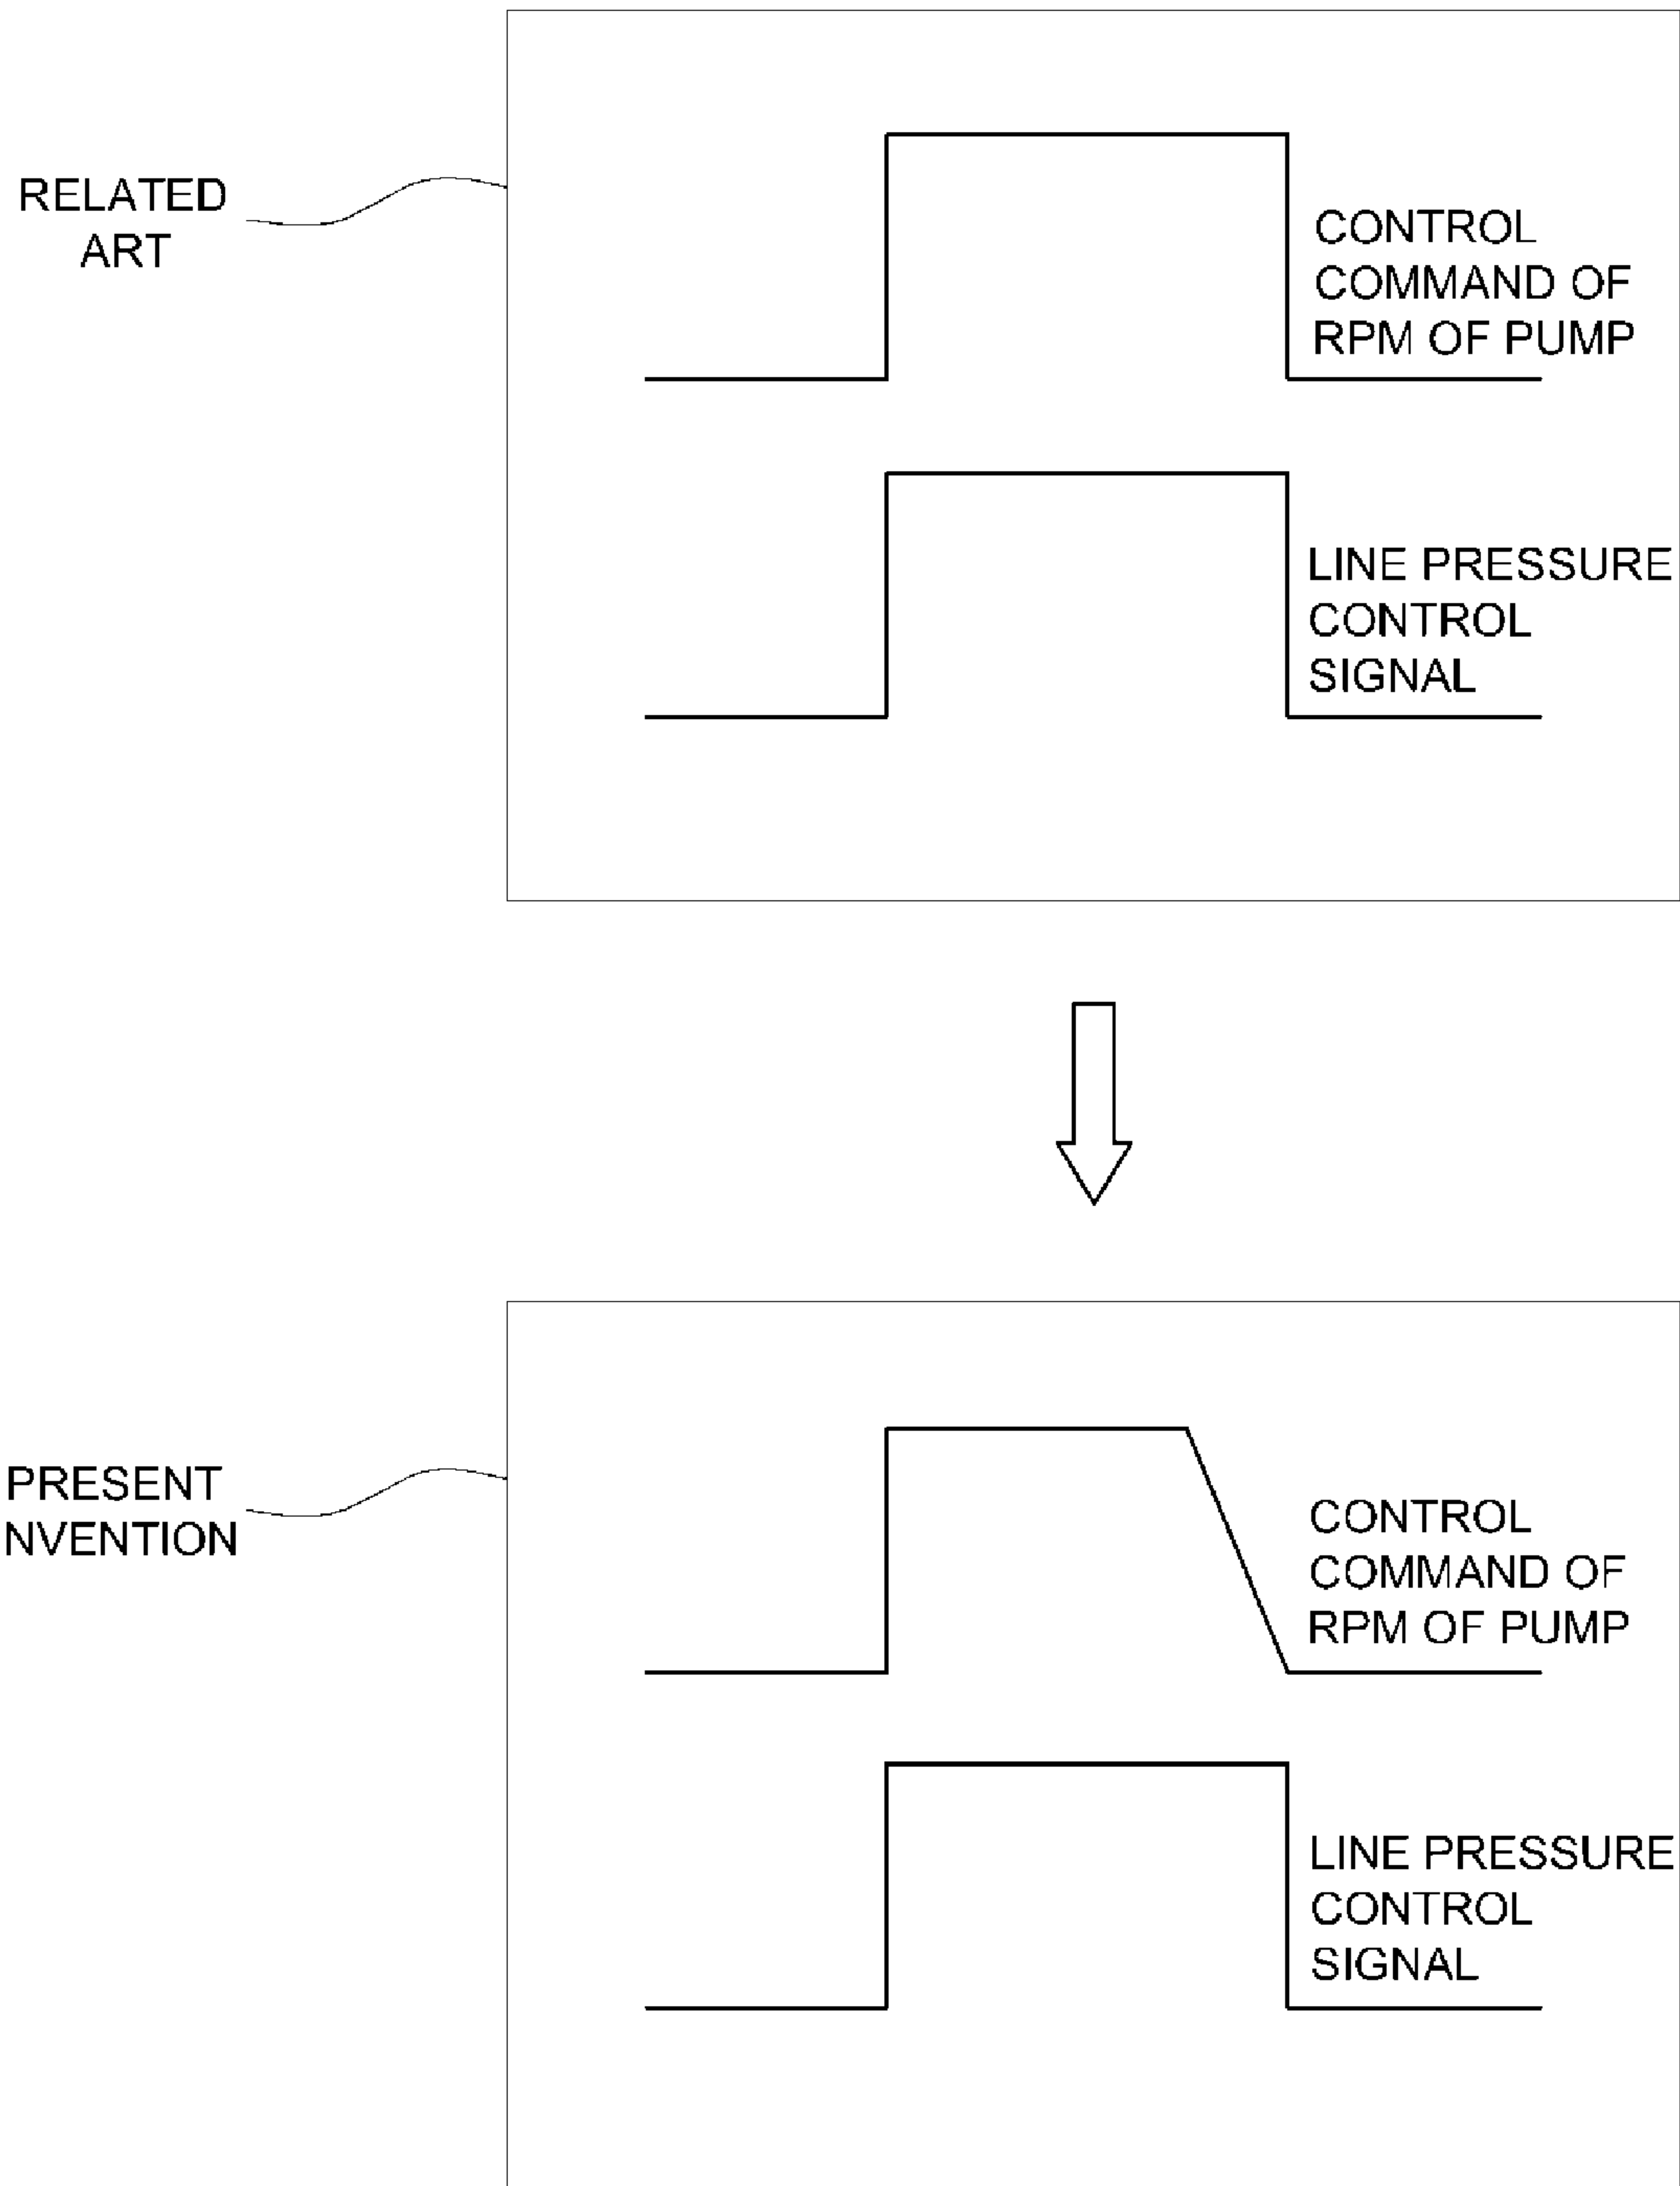 RELATED
ART
CONTROL
COMMAND OF
RPM OF PUMP
LINE PRESSURE
CONTROL
SIGNAL
PRESENT
NVENTION
CONTROL
COMMAND OF
RPM OF PUMP
LINE PRESSURE
CONTROL
SIGNAL